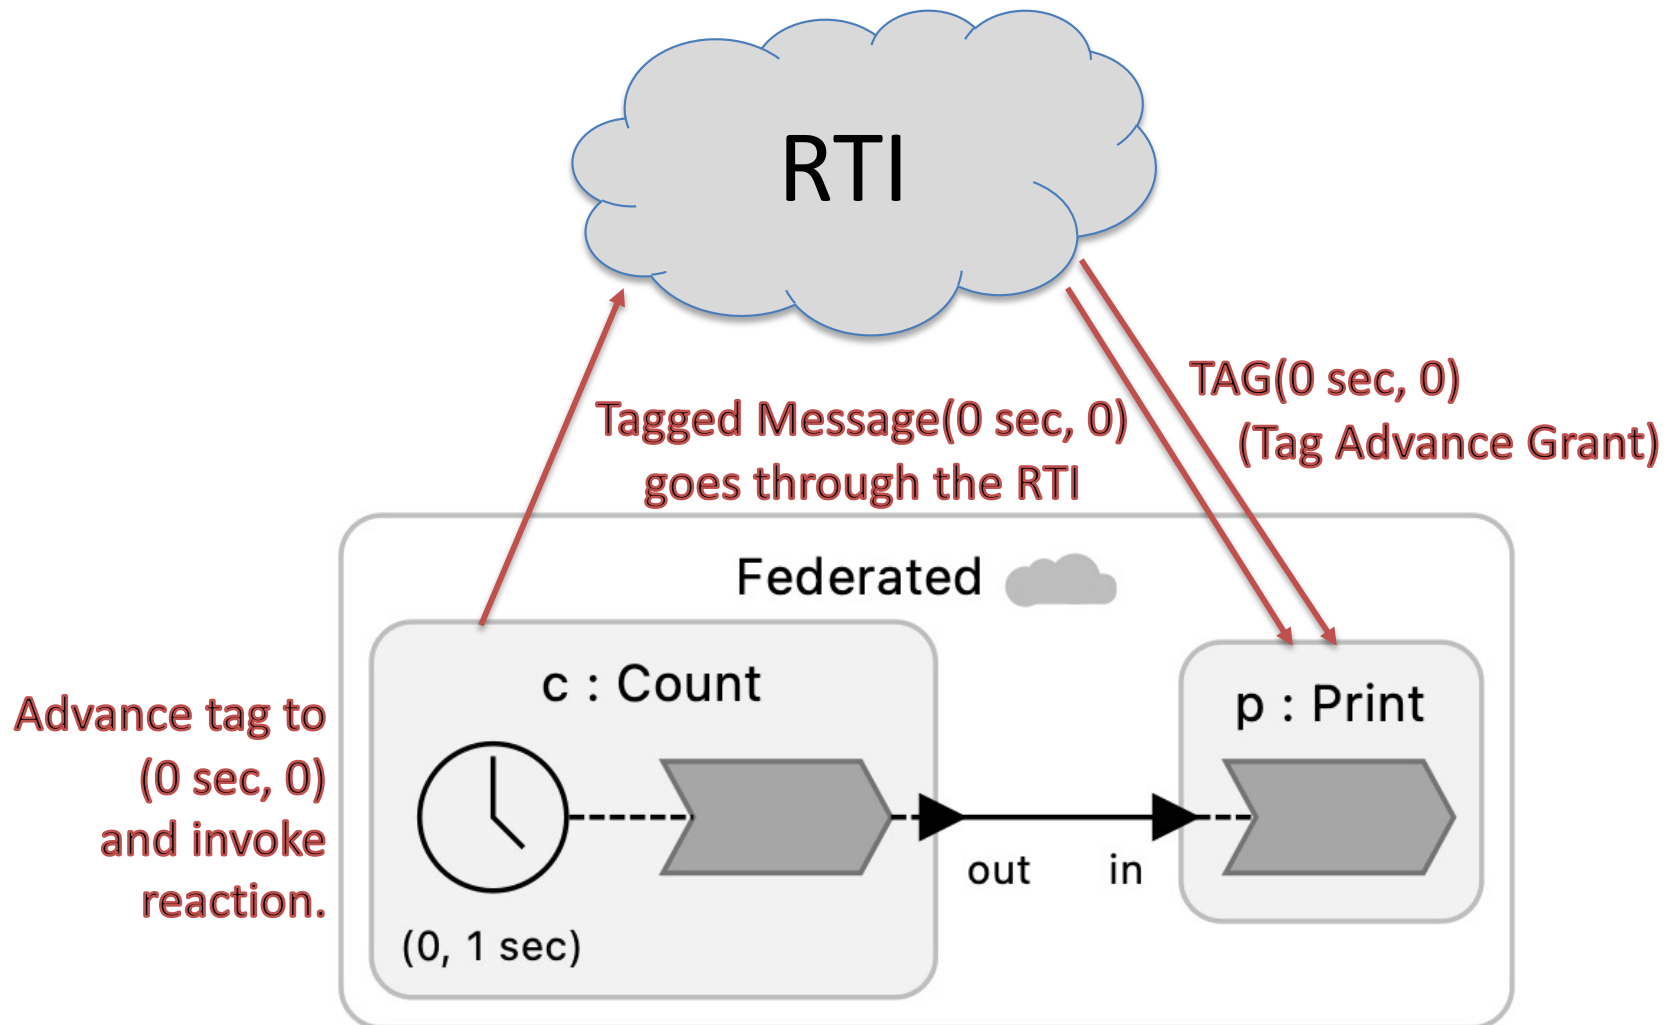 RTI
TAG(0 sec, 0)
(Tag Advance Grant)
Tagged Message(0 sec, 0)
goes through the RTI
Federated
c : Count
p : Print
Advance tag to
(0 sec, 0)
and invoke
reaction.
out
in
(0, 1 sec)